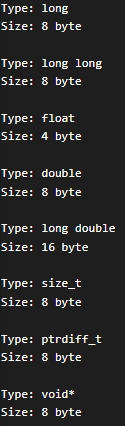 Type: long
Size: 8 byte
Type: long long
Size: 8 byte
Type: float
Size: 4 byte
Type: double
Size: 8 byte
Type: long double
Size: 16 byte
Type: size_t
Size: 8 byte
Type: ptrdiff_t
Size: 8 byte
Type: void*
Size: 8 byte